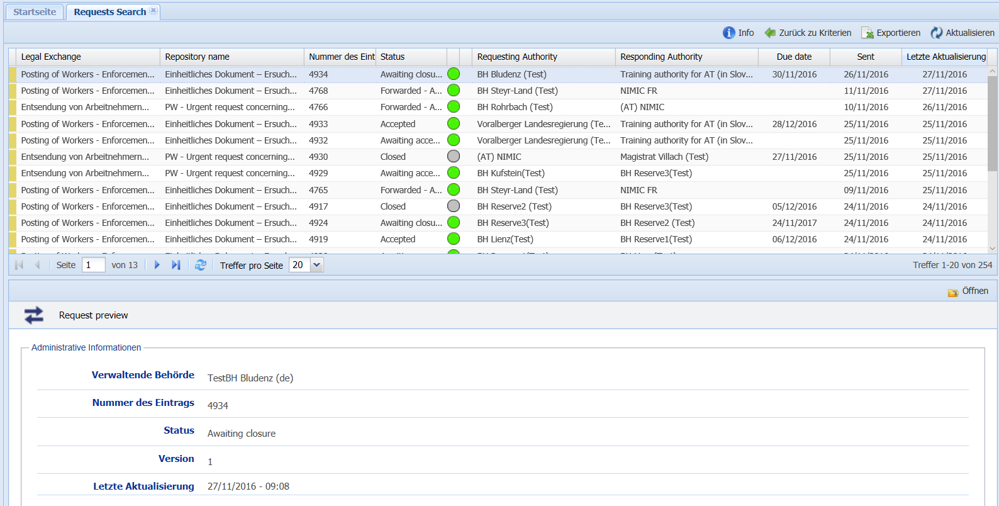 Startseite Requests Search
Info Zurück zu Kriterien Exportieren Aktualisieren
Legal Exchange Repository name Nummer des Eint Status Requesting Authority Responding Authority Due date Sent Letzte Aktualisierung
Posting of Workers - Enforcemen... Einheitliches Dokument – Ersuch... 4934 Awaiting closu... BH Bludenz (Test) Training authority for AT (in Slov... 30/11/2016 26/11/2016 27/11/2016
Posting of Workers - Enforcemen... Einheitliches Dokument – Ersuch... 4768 Forwarded - A... BH Steyr-Land (Test) NIMIC FR 11/11/2016 27/11/2016
Entsendung von Arbeitnehmern... PW - Urgent request concerning... 4766 Forwarded - A... BH Rohrbach (Test) (AT) NIMIC 10/11/2016 26/11/2016
Posting of Workers - Enforcemen... Einheitliches Dokument – Ersuch... 4933 Accepted Voralberger Landesregierung (Te... Training authority for AT (in Slov... 28/12/2016 25/11/2016 25/11/2016
Posting of Workers - Enforcemen... Einheitliches Dokument – Ersuch... 4932 Awaiting acce... Voralberger Landesregierung (Te... Training authority for AT (in Slov... 25/11/2016 25/11/2016
Entsendung von Arbeitnehmern... PW - Urgent request concerning... 4930 Closed (AT) NIMIC Magistrat Villach (Test) 27/11/2016 25/11/2016 25/11/2016
Entsendung von Arbeitnehmern... PW - Urgent request concerning... 4929 Awaiting acce... BH Kufstein(Test) BH Reserve3(Test) 25/11/2016 25/11/2016
Posting of Workers - Enforcemen... Einheitliches Dokument – Ersuch... 4765 Forwarded - A... BH Steyr-Land (Test) NIMIC FR 09/11/2016 25/11/2016
Posting of Workers - Enforcemen... Einheitliches Dokument – Ersuch... 4917 Closed BH Reserve2 (Test) BH Reserve3(Test) 05/12/2016 24/11/2016 24/11/2016
Posting of Workers - Enforcemen... Einheitliches Dokument – Ersuch... 4924 Awaiting closu... BH Reserve3(Test) BH Reserve2 (Test) 24/11/2017 24/11/2016 24/11/2016
Posting of Workers - Enforcemen... Einheitliches Dokument – Ersuch... 4919 Accepted BH Lienz(Test) BH Reserve1(Test) 06/12/2016 24/11/2016 24/11/2016
Seite 1 von 13 Treffer pro Seite 20 Treffer 1-20 von 254
Öffnen
Request preview
Administrative Informationen
Verwaltende Behörde TestBH Bludenz (de)
Nummer des Eintrags 4934
Status Awaiting closure
Version 1
Letzte Aktualisierung 27/11/2016 - 09:08